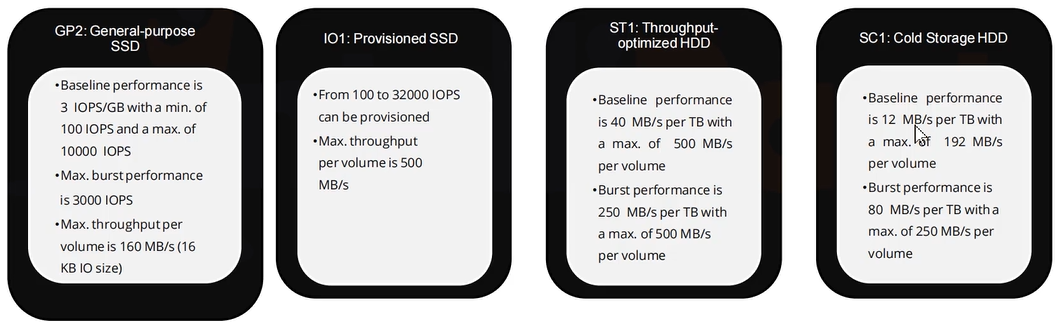 GP2: General-purpose
SSD
•Baseline performance is
3 IOPS/GB with a min. of
100 IOPS and a max. of
10000 IOPS
•Max. burst performance
is 3000 IOPS
•Max. throughput per
volume is 160 MB/s (16
KB IO size)
IO1: Provisioned SSD
•From 100 to 32000 IOPS
can be provisioned
•Max. throughput
per volume is 500
MB/s
ST1: Throughput-
optimized HDD
•Baseline performance
is 40 MB/s per TB with
a max. of 500 MB/s
per volume
•Burst performance is
250 MB/s per TB with
a max. of 500 MB/s
per volume
SC1: Cold Storage HDD
•Baseline performance
is 12 MB/s per TB with
a max. of 192 MB/s
per volume
•Burst performance is
80 MB/s per TB with a
max. of 250 MB/s per
volume